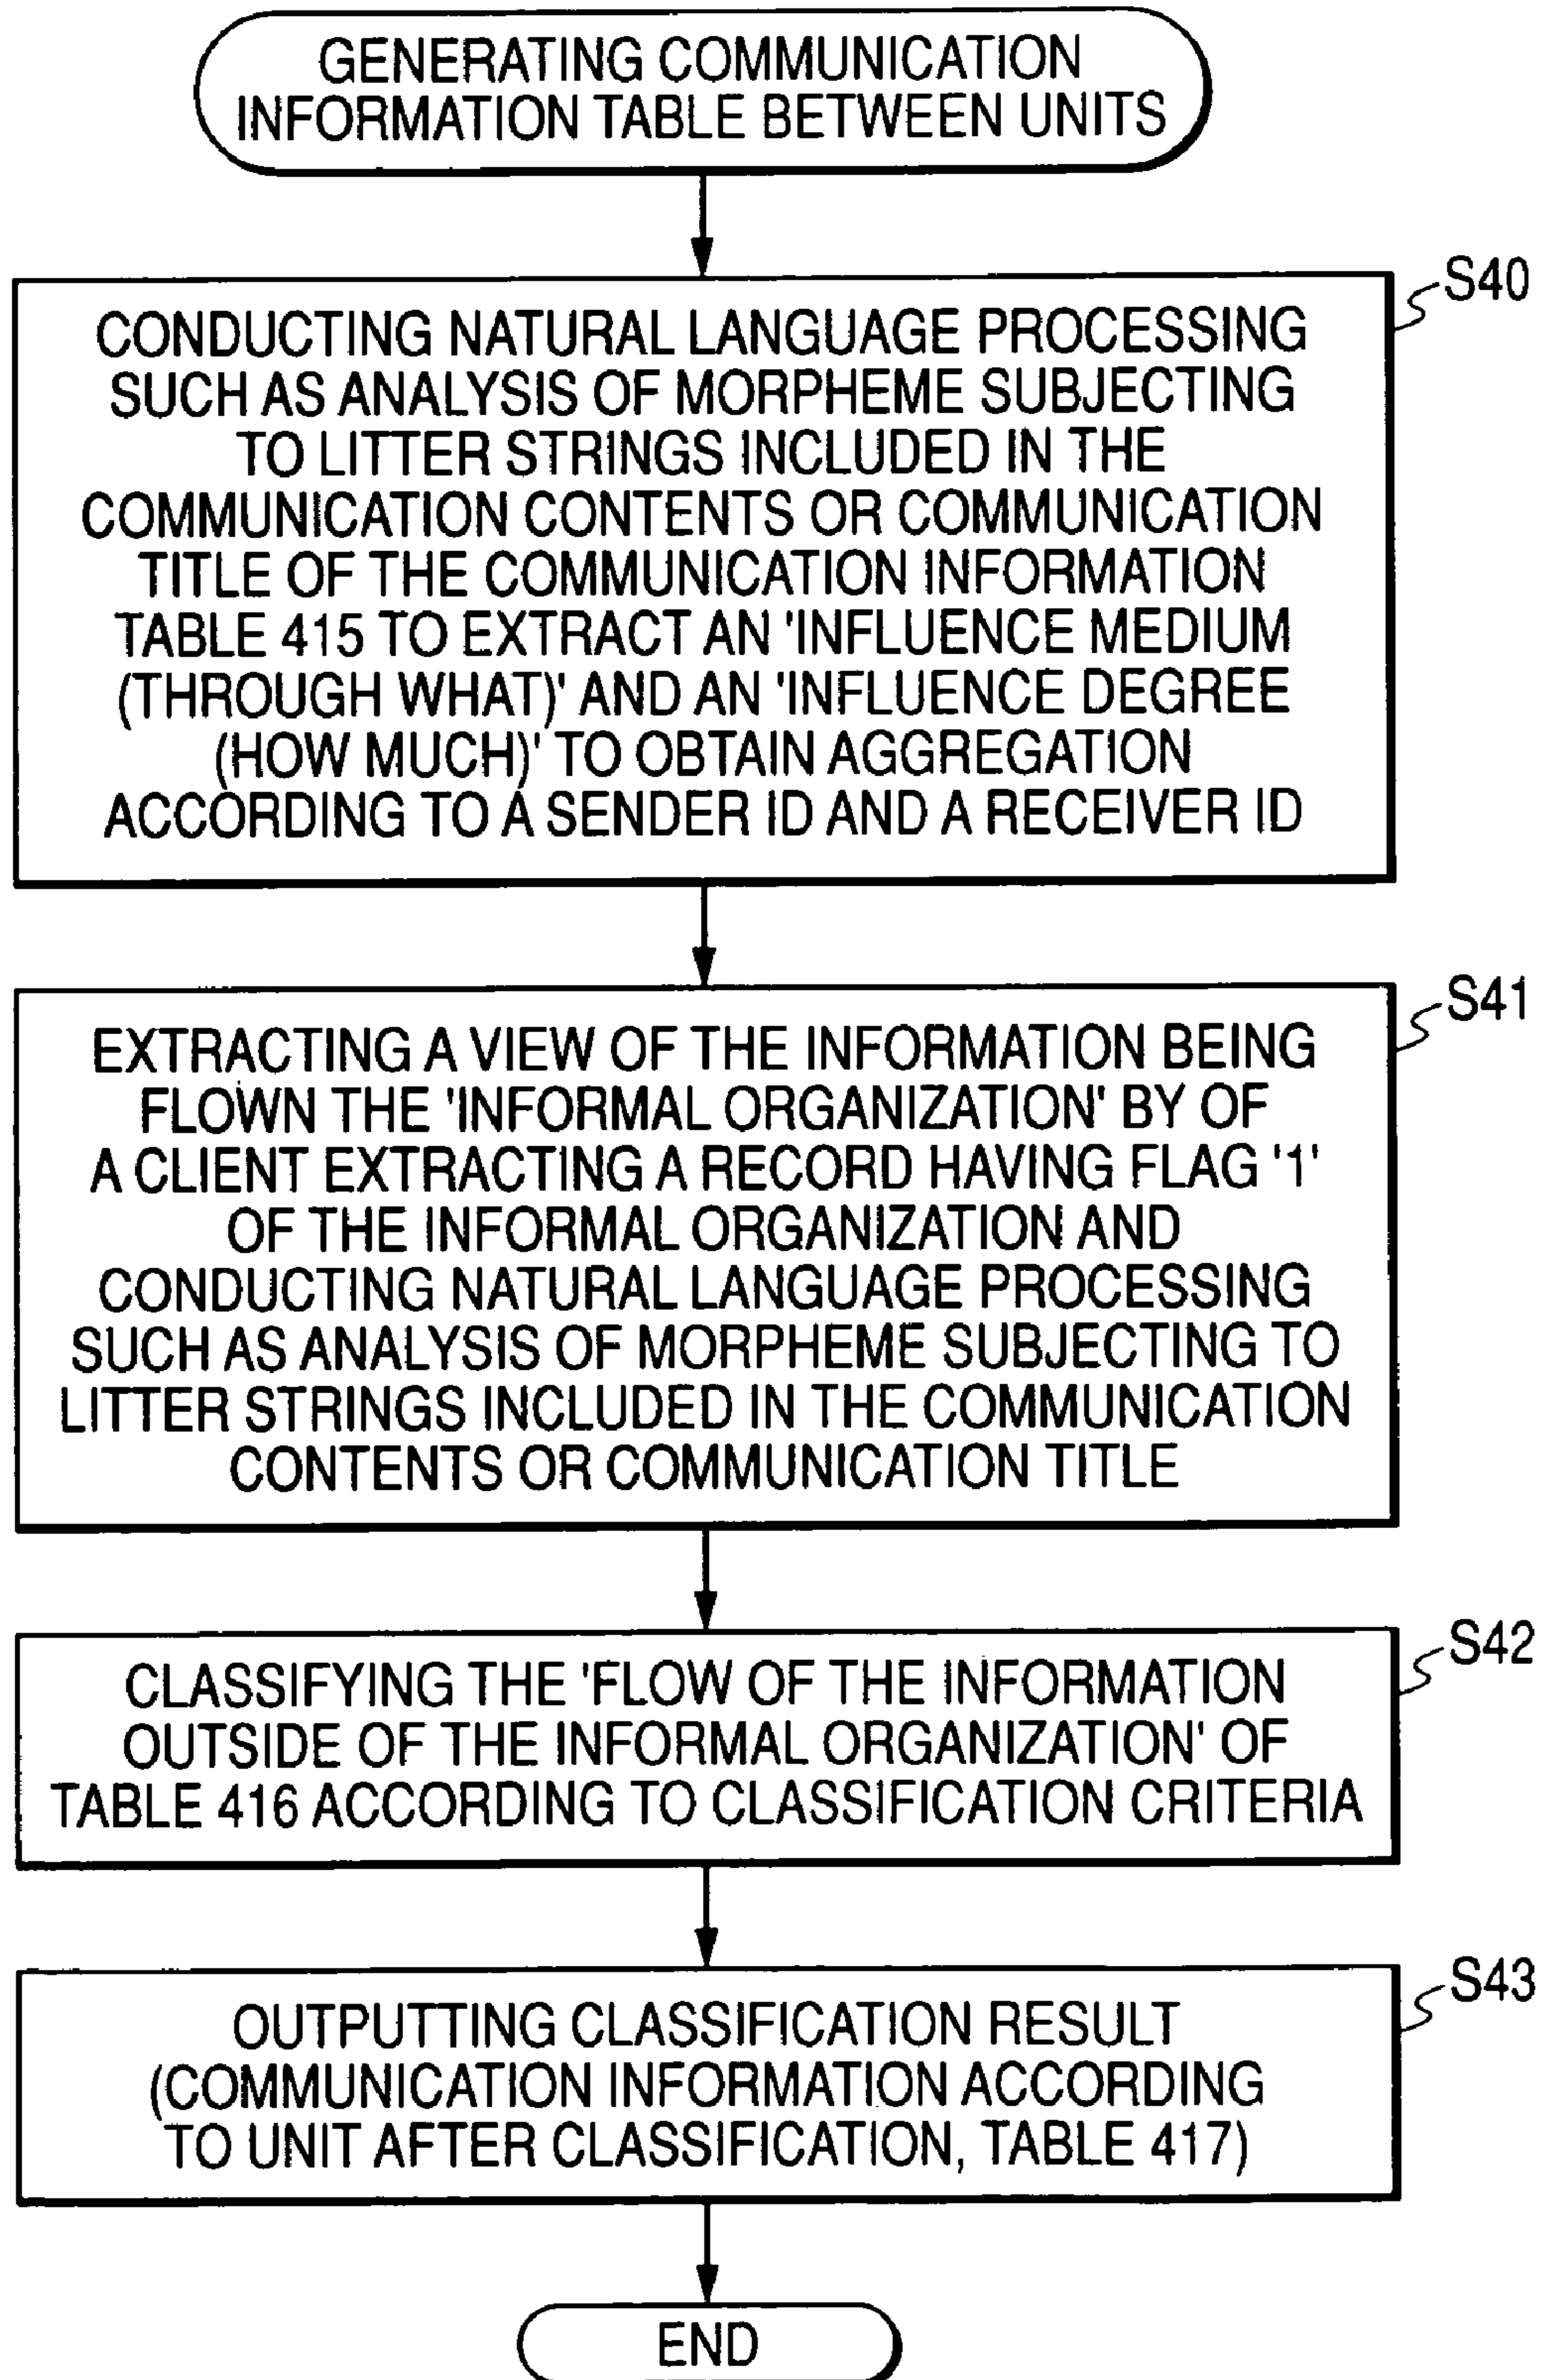 GENERATING COMMUNICATION
INFORMATION TABLE BETWEEN UNITS
S40
CONDUCTING NATURAL LANGUAGE PROCESSING
SUCH AS ANALYSIS OF MORPHEME SUBJECTING
TO LITTER STRINGS INCLUDED IN THE
COMMUNICATION CONTENTS OR COMMUNICATION
TITLE OF THE COMMUNICATION INFORMATION
TABLE 415 TO EXTRACT AN 'INFLUENCE MEDIUM
(THROUGH WHAT)' AND AN 'INFLUENCE DEGREE
(HOW MUCH)' TO OBTAIN AGGREGATION
ACCORDING TO A SENDER ID AND A RECEIVER ID
S41
EXTRACTING A VIEW OF THE INFORMATION BEING
FLOWN THE 'INFORMAL ORGANIZATION' BY OF
A CLIENT EXTRACTING A RECORD HAVING FLAG '1'
OF THE INFORMAL ORGANIZATION AND
CONDUCTING NATURAL LANGUAGE PROCESSING
SUCH AS ANALYSIS OF MORPHEME SUBJECTING TO
LITTER STRINGS INCLUDED IN THE COMMUNICATION
CONTENTS OR COMMUNICATION TITLE
S42
CLASSIFYING THE 'FLOW OF THE INFORMATION
OUTSIDE OF THE INFORMAL ORGANIZATION' OF
TABLE 416 ACCORDING TO CLASSIFICATION CRITERIA
S43
OUTPUTTING CLASSIFICATION RESULT
(COMMUNICATION INFORMATION ACCORDING
TO UNIT AFTER CLASSIFICATION, TABLE 417)
END